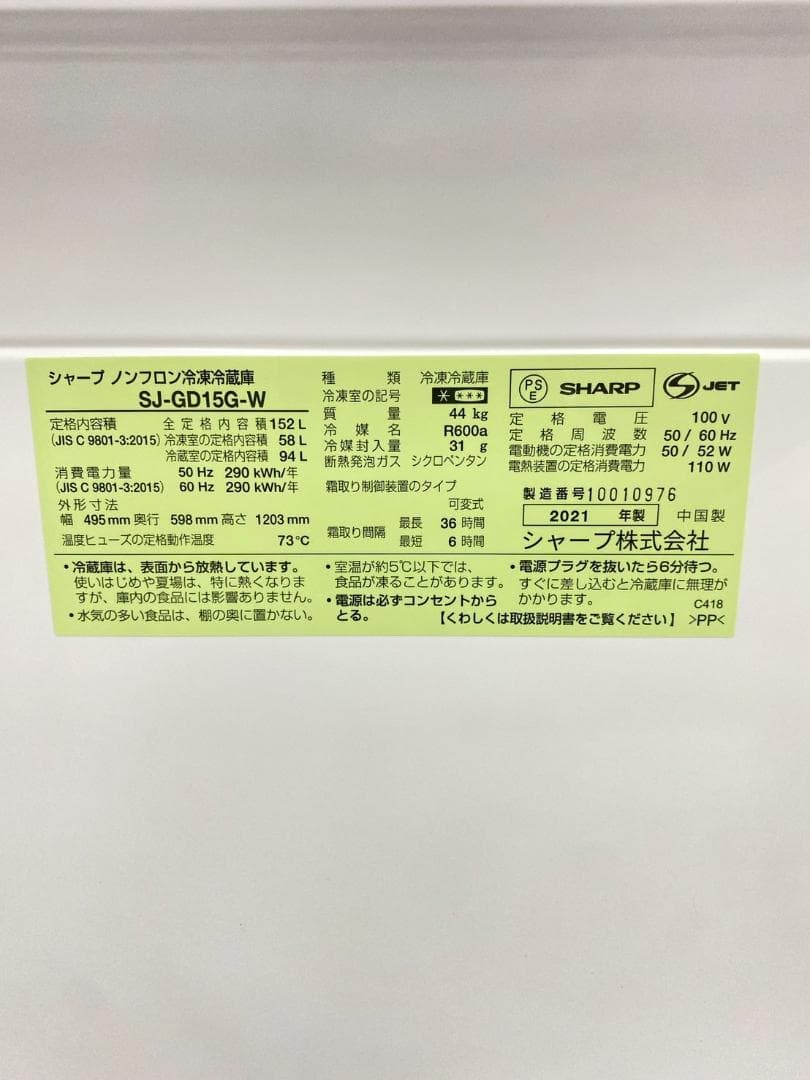 シャープ ノンフロン冷凍冷蔵庫
SJ-GD15G-W
定格内容積 全定格内容積 152 L
(JIS C 9801-3:2015) 冷凍室の定格内容積 58 L
冷蔵室の定格内容積 94 L
消費電力量 50 Hz 290 kWh/年
(JIS C 9801-3:2015) 60 Hz 290 kWh/年
外形寸法
幅 495mm 奥行 598mm 高さ 1203mm
温度ヒューズの定格動作温度 73℃
種類 冷凍冷蔵庫
冷凍室の記号 * ***
質量 44 kg
冷媒名 R600a
冷媒封入量 31 g
断熱発泡ガス シクロペンタン
霜取り制御装置のタイプ
可変式
霜取り間隔 最長 36 時間
最短 6 時間
PSE SHARP S JET
定格電圧 100 V
定格周波数 50 / 60 Hz
電動機の定格消費電力 50 / 52 W
電熱装置の定格消費電力 110 W
製造番号 10010976
2021 年製 中国製
シャープ株式会社
・冷蔵庫は、表面から放熱しています。
使いはじめや夏場は、特に熱くなりま
すが、庫内の食品には影響ありません。
・水気の多い食品は、棚の奥に置かない。
・室温が約5℃以下では、
食品が凍ることがあります。
・電源は必ずコンセントから
とる。
・電源プラグを抜いたら6分待つ。
すぐに差し込むと冷蔵庫に無理が
かかります。
C418
【くわしくは取扱説明書をご覧ください】 >PP<